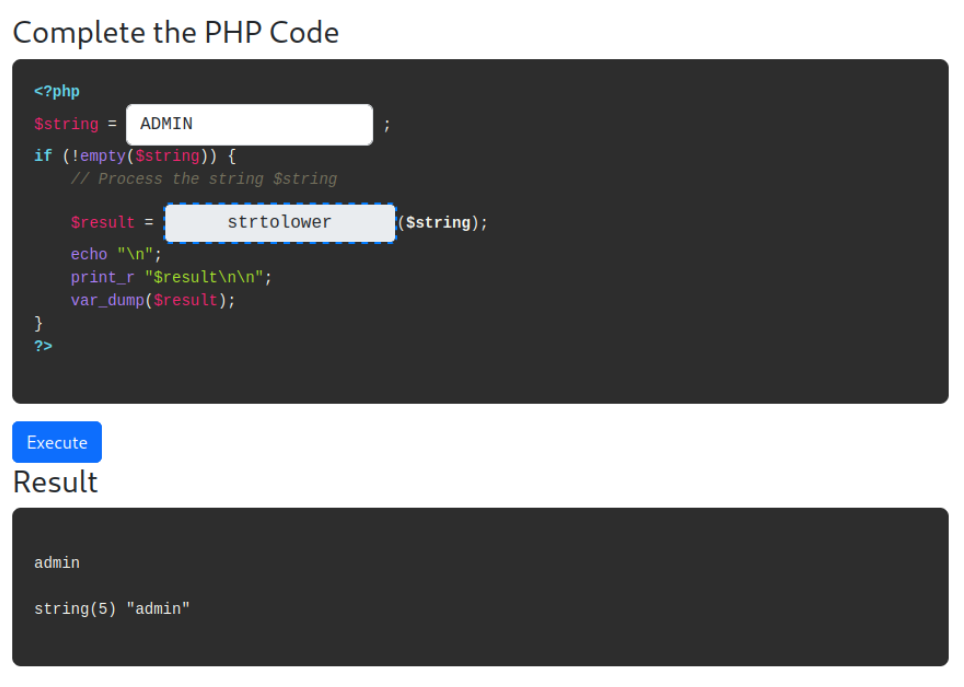 Complete the PHP Code
<?php
$string = ADMIN ;
if (!empty($string)) {
// Process the string $string
$result = strtolower($string);
echo "\n";
print_r "$result\n\n";
var_dump($result);
}
?>
Execute
Result
admin
string(5) "admin"